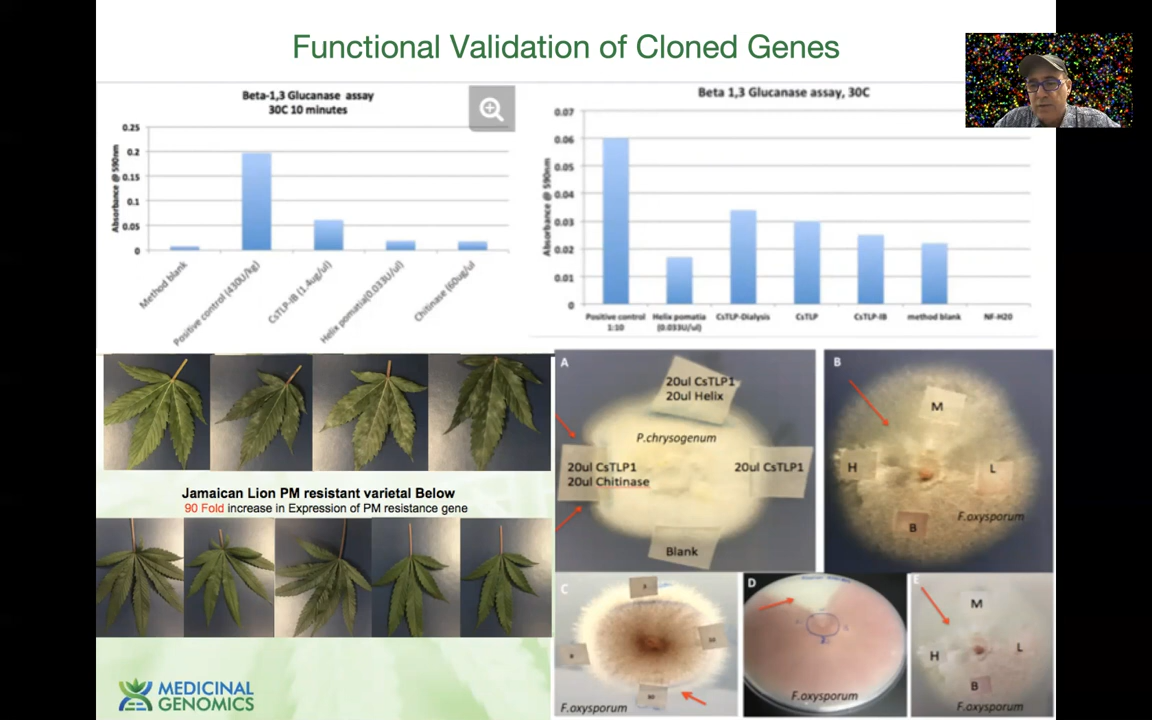 Functional Validation of Cloned Genes
Beta-1,3 Glucanase assay
30C 10 minutes
Absorbance @ 590nm
0.25
0.2
0.15
0.1
0.05
0
Method blank
Positive control (430U/kg)
CsTLP-IB (1.4ug/ul)
Helix pomatia(0.033U/ul)
Chitinase (60ug/ul
Beta 1,3 Glucanase assay, 30C
Absorbance @ 590nm
0.07
0.06
0.05
0.04
0.03
0.02
0.01
0
Positive control
1:10
Helix pomatia
(0.033U/ul)
CsTLP-Dialysis
CsTLP
CsTLP-IB
method blank
NF-H20
Jamaican Lion PM resistant varietal Below
90 Fold increase in Expression of PM resistance gene
A
20ul CsTLP1
20ul Helix
P.chrysogenum
20ul CsTLP1
20ul Chitinase
20ul CsTLP1
Blank
B
M
H
L
B
F.oxysporum
C
F.oxysporum
D
F.oxysporum
E
M
H
L
B
F.oxysporum
MEDICINAL
GENOMICS